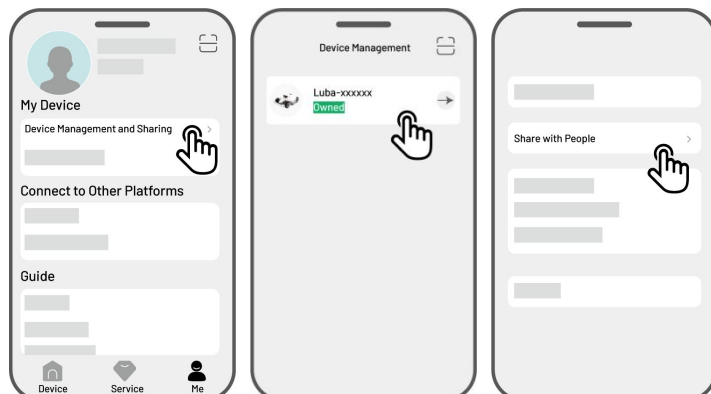 My Device
Device Management and Sharing
Connect to Other Platforms
Guide
Device
Service
Me
Device Management
Luba-xxxxxx
Owned
Share with People